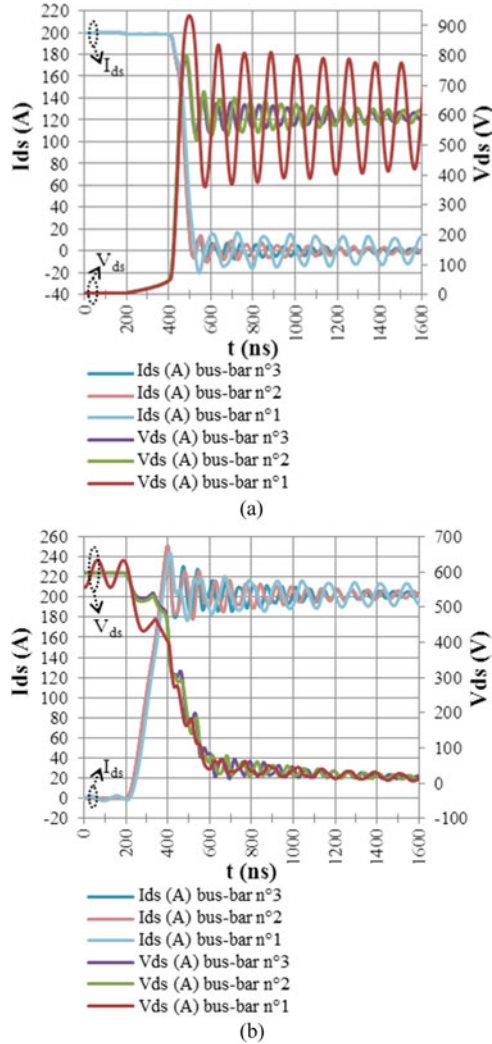 220
200
180
160
140
120
100
80
60
40
20
0
-20
-40
Ids (A)
900
800
700
600
500
400
300
200
100
0
Vds (V)
Ids
Vds
0
200
400
600
800
1000
1200
1400
1600
t (ns)
Ids (A) bus-bar n°3
Ids (A) bus-bar n°2
Ids (A) bus-bar n°1
Vds (A) bus-bar n°3
Vds (A) bus-bar n°2
Vds (A) bus-bar n°1
(a)
260
240
220
200
180
160
140
120
100
80
60
40
20
0
-20
Ids (A)
700
600
500
400
300
200
100
0
-100
Vds (V)
Vds
Ids
0
200
400
600
800
1000
1200
1400
1600
t (ns)
Ids (A) bus-bar n°3
Ids (A) bus-bar n°2
Ids (A) bus-bar n°1
Vds (A) bus-bar n°3
Vds (A) bus-bar n°2
Vds (A) bus-bar n°1
(b)